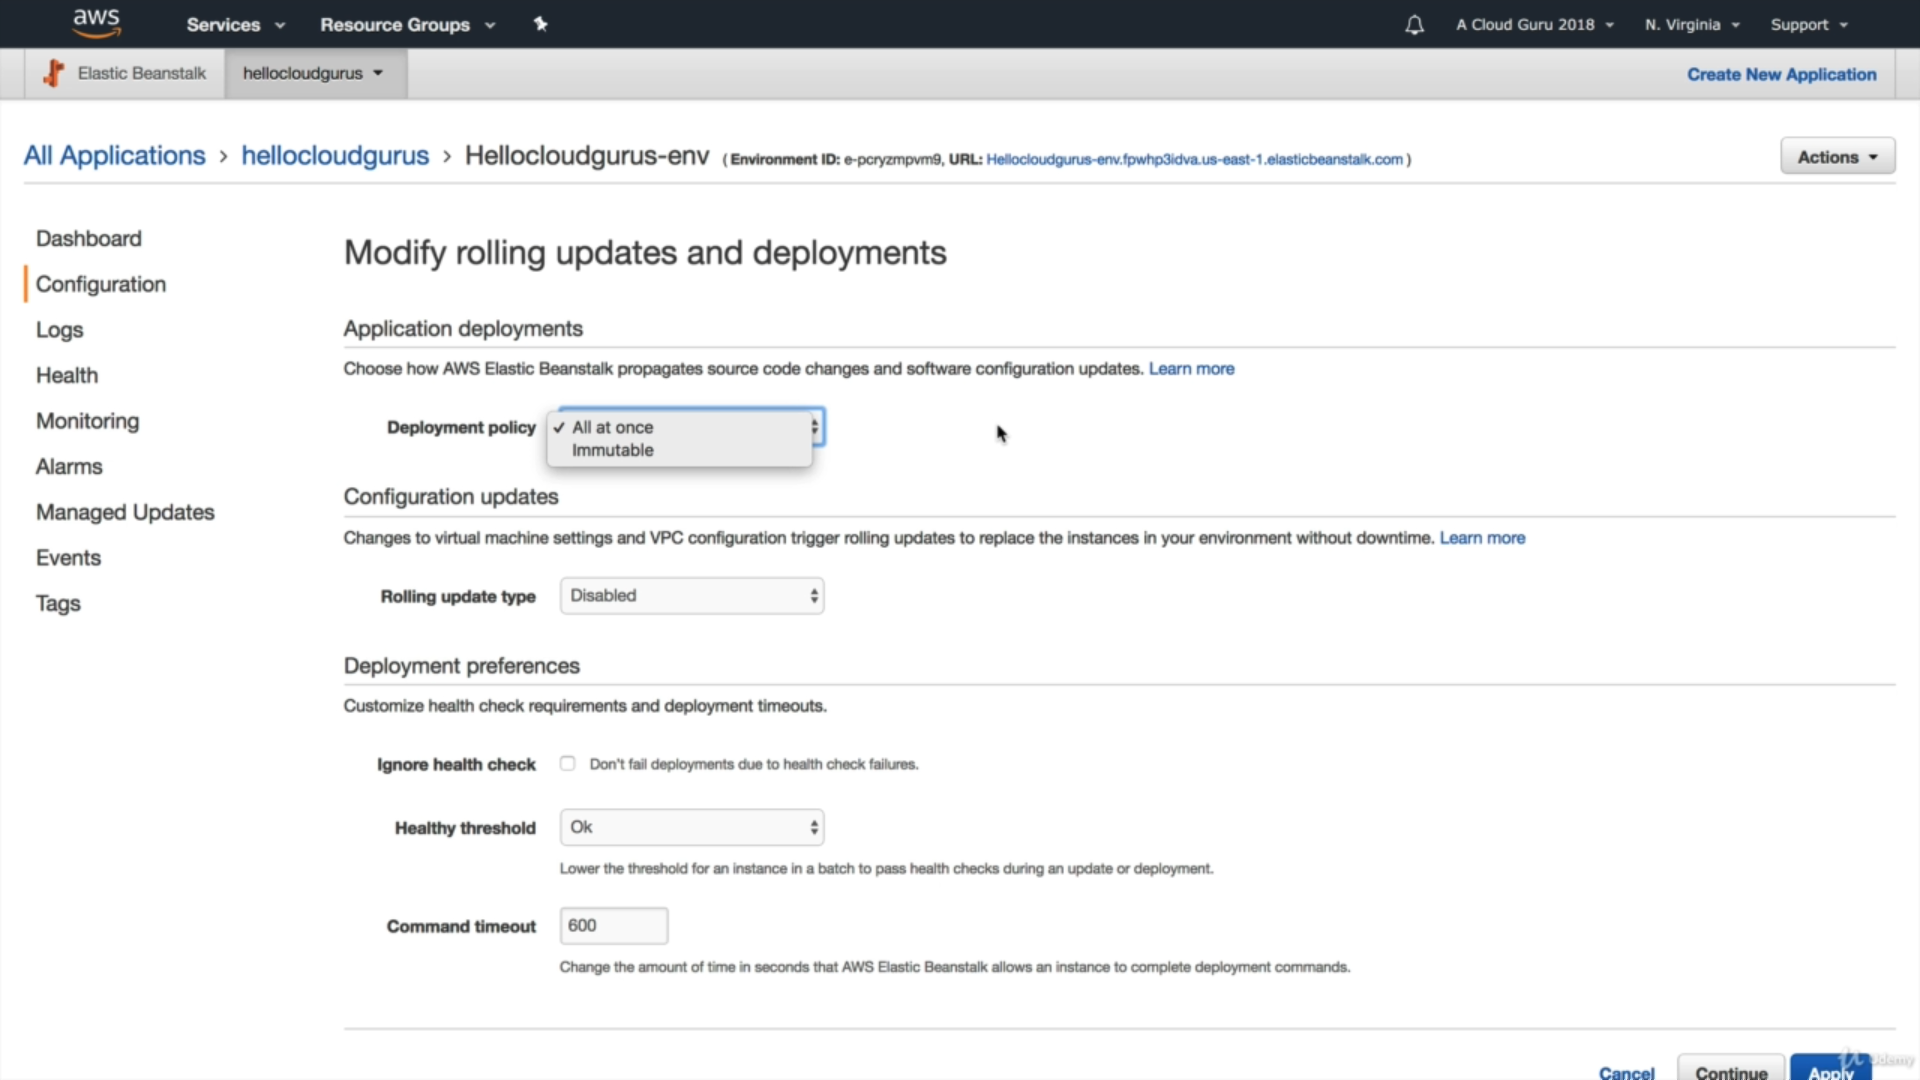 aws Services Resource Groups A Cloud Guru 2018 N. Virginia Support
Elastic Beanstalk hellocloudgurus Create New Application
All Applications › hellocloudgurus › Hellocloudgurus-env ( Environment ID: e-pcryzmpvm9, URL: Hellocloudgurus-env.fpwhp3idva.us-east-1.elasticbeanstalk.com ) Actions
Dashboard
Configuration
Logs
Health
Monitoring
Alarms
Managed Updates
Events
Tags
Modify rolling updates and deployments
Application deployments
Choose how AWS Elastic Beanstalk propagates source code changes and software configuration updates. Learn more
Deployment policy ✓ All at once
Immutable
Configuration updates
Changes to virtual machine settings and VPC configuration trigger rolling updates to replace the instances in your environment without downtime. Learn more
Rolling update type Disabled
Deployment preferences
Customize health check requirements and deployment timeouts.
Ignore health check Don't fail deployments due to health check failures.
Healthy threshold Ok
Lower the threshold for an instance in a batch to pass health checks during an update or deployment.
Command timeout 600
Change the amount of time in seconds that AWS Elastic Beanstalk allows an instance to complete deployment commands.
Cancel Continue Apply
Udemy